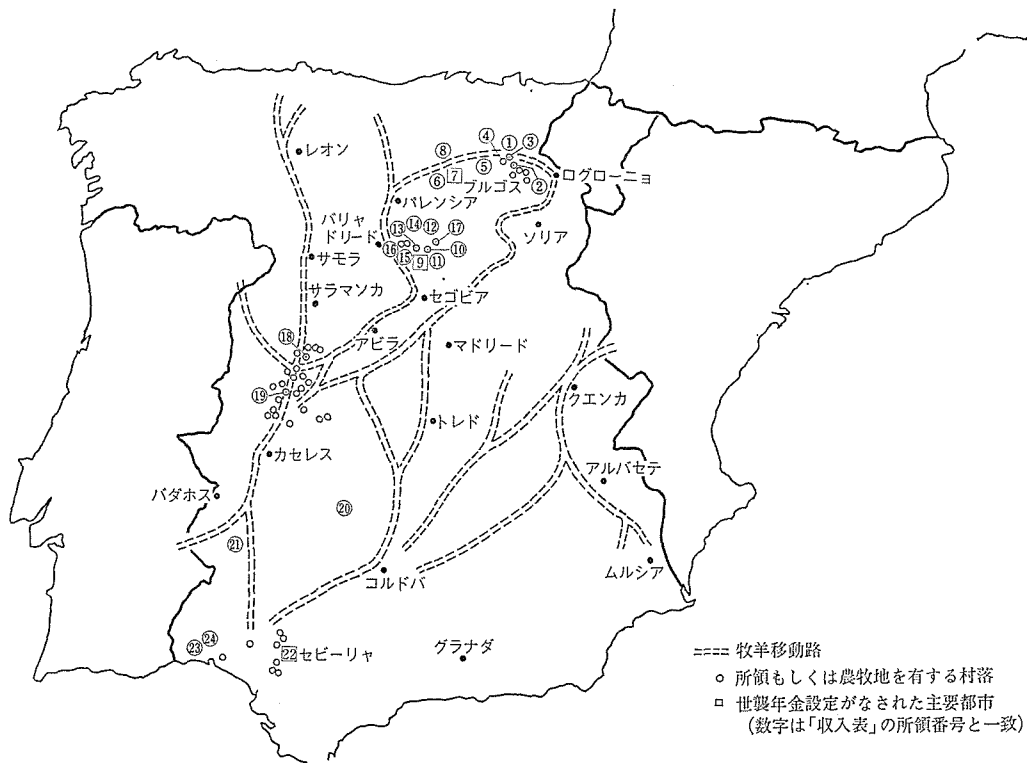 レオン
④ ① ③
⑧
⑤
⑥ 7 ブルゴス ② ログローニョ
パレンシア
バリャ
ドリード
⑬ ⑭ ⑫ ⑰
ソリア
⑯ ⑮ 9 ⑪ ⑩
サモラ
サラマンカ
セゴビア
アビラ
⑱
マドリード
⑲
クエンカ
トレド
カセレス
アルバセテ
バダホス
⑳
㉑
コルドバ
ムルシア
㉓ ㉔
22 セビーリャ
グラナダ
==== 牧羊移動路
○ 所領もしくは農牧地を有する村落
□ 世襲年金設定がなされた主要都市
(数字は「収入表」の所領番号と一致)